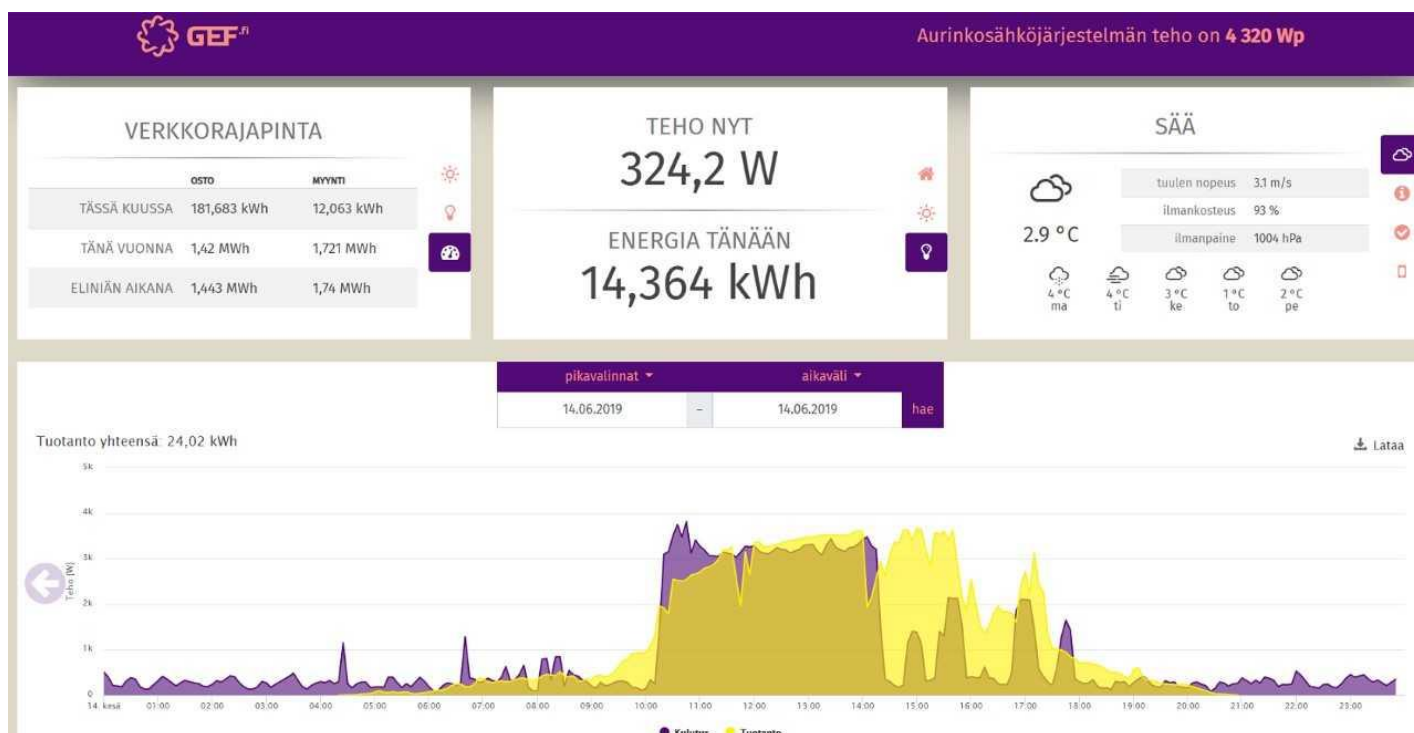 GEF.fi
Aurinkosähköjärjestelmän teho on 4 320 Wp
VERKKORAJAPINTA
OSTO MYYNTI
TÄSSÄ KUUSSA 181,683 kWh 12,063 kWh
TÄNÄ VUONNA 1,42 MWh 1,721 MWh
ELINIÄN AIKANA 1,443 MWh 1,74 MWh
TEHO NYT
324,2 W
ENERGIA TÄNÄÄN
14,364 kWh
SÄÄ
2.9 °C
tuulen nopeus 3.1 m/s
ilmankosteus 93 %
ilmanpaine 1004 hPa
4 °C 4 °C 3 °C 1 °C 2 °C
ma ti ke to pe
pikavalinnat aikaväli
14.06.2019 – 14.06.2019 hae
Tuotanto yhteensä: 24,02 kWh
Lataa
5k
4k
3k
2k
1k
0
Teho [W]
14. kesä 01:00 02:00 03:00 04:00 05:00 06:00 07:00 08:00 09:00 10:00 11:00 12:00 13:00 14:00 15:00 16:00 17:00 18:00 19:00 20:00 21:00 22:00 23:00
Kulutus Tuotanto